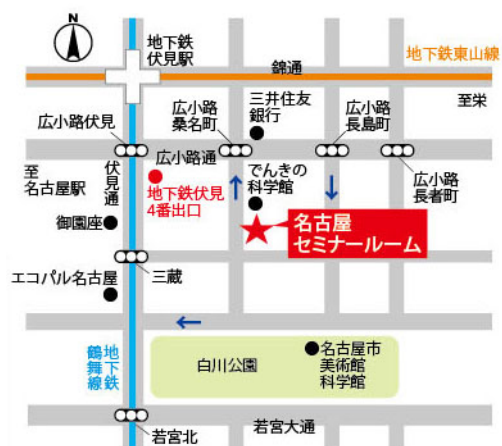 N
地下鉄
伏見駅
地下鉄東山線
錦通
至栄
三井住友
銀行
広小路伏見
広小路
桑名町
広小路
長島町
広小路通
至
名古屋駅
伏見通
地下鉄伏見
4番出口
でんきの
科学館
広小路
長者町
御園座
名古屋
セミナールーム
三蔵
エコパル名古屋
地下鉄
鶴舞線
白川公園
名古屋市
美術館
科学館
若宮北
若宮大通